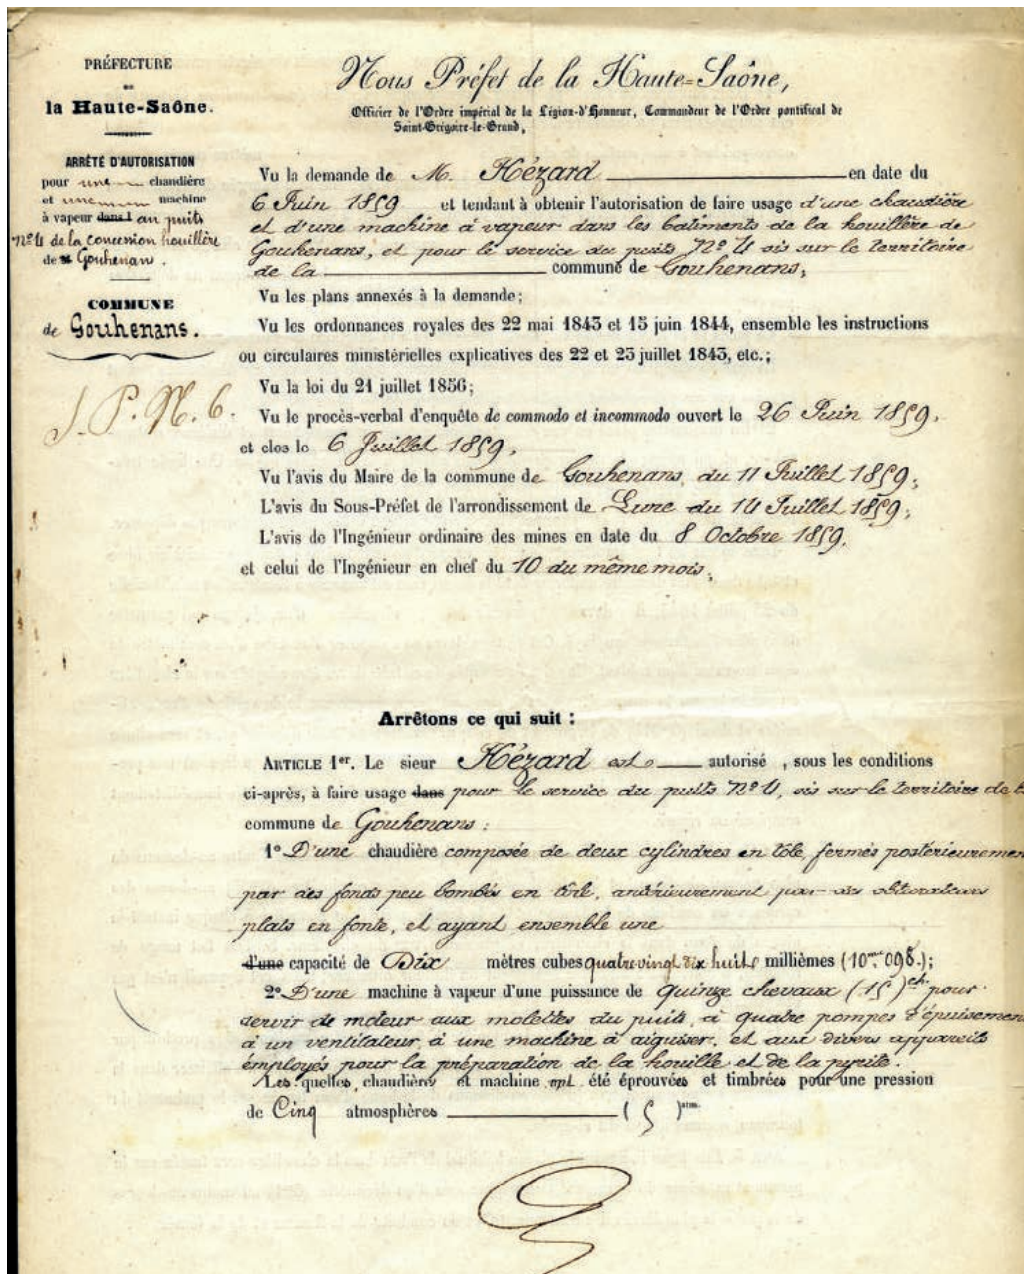 PRÉFECTURE
DE
la Haute-Saône.
ARRÊTÉ D'AUTORISATION
pour une chaudière
et une machine
à vapeur dans l au puits
N° 4 de la concession houillère
de Gouhenans.
COMMUNE
de Gouhenans.
J. P. N. 6.
Nous Préfet de la Haute-Saône,
Officier de l'Ordre impérial de la Légion-d'Honneur, Commandeur de l'Ordre pontifical de
Saint-Grégoire-le-Grand,
Vu la demande de M. Hézard en date du
6 Juin 1859 et tendant à obtenir l'autorisation de faire usage d'une chaudière
et d'une machine à vapeur dans les bâtiments de la houillère de
Gouhenans, et pour le service du puits N° 4 sis sur le territoire
de la commune de Gouhenans;
Vu les plans annexés à la demande;
Vu les ordonnances royales des 22 mai 1843 et 15 juin 1844, ensemble les instructions
ou circulaires ministérielles explicatives des 22 et 23 juillet 1843, etc.;
Vu la loi du 21 juillet 1856;
Vu le procès-verbal d'enquête de commodo et incommodo ouvert le 26 Juin 1859,
et clos le 6 Juillet 1859,
Vu l'avis du Maire de la commune de Gouhenans, du 11 Juillet 1859;
L'avis du Sous-Préfet de l'arrondissement de Lure du 14 Juillet 1859;
L'avis de l'Ingénieur ordinaire des mines en date du 8 Octobre 1859,
et celui de l'Ingénieur en chef du 10 du même mois;
Arrêtons ce qui suit :
ARTICLE 1er. Le sieur Hézard est autorisé , sous les conditions
ci-après, à faire usage dans pour le service du puits N° 4, sis sur le territoire de
commune de Gouhenans:
1° D'une chaudière composée de deux cylindres en tôle, fermés postérieurement
par des fonds peu bombés en tôle, antérieurement par des obturateurs
plats en fonte, et ayant ensemble une
d'une capacité de Dix mètres cubes quatre vingt dix huit millièmes (10m.c. 098.);
2° D'une machine à vapeur d'une puissance de quinze chevaux (15)ch. pour
servir de moteur aux molettes du puits, à quatre pompes d'épuisement
à un ventilateur, à une machine à aiguiser, et aux divers appareils
employés pour la préparation de la houille et de la pyrite.
Lesquelles chaudière et machine ont été éprouvées et timbrées pour une pression
de Cinq atmosphères ( 5 )atm.